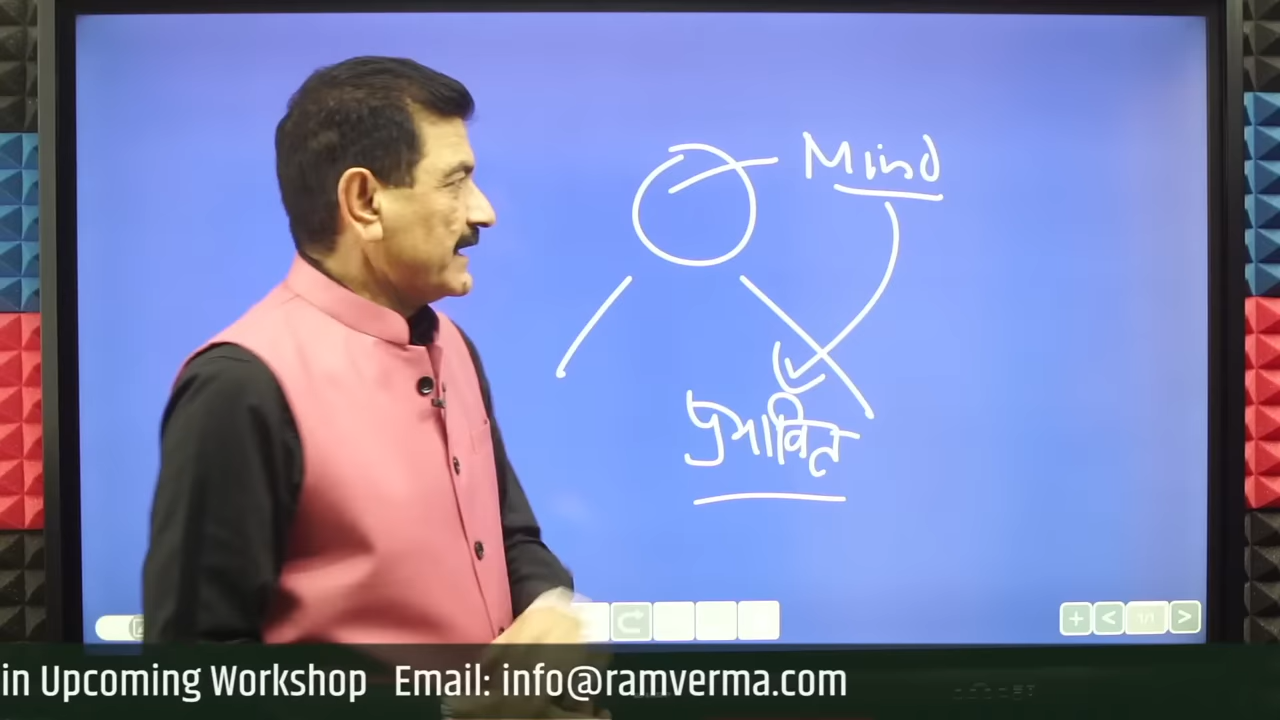 Mind
प्रभावित
in Upcoming Workshop Email: info@ramverma.com